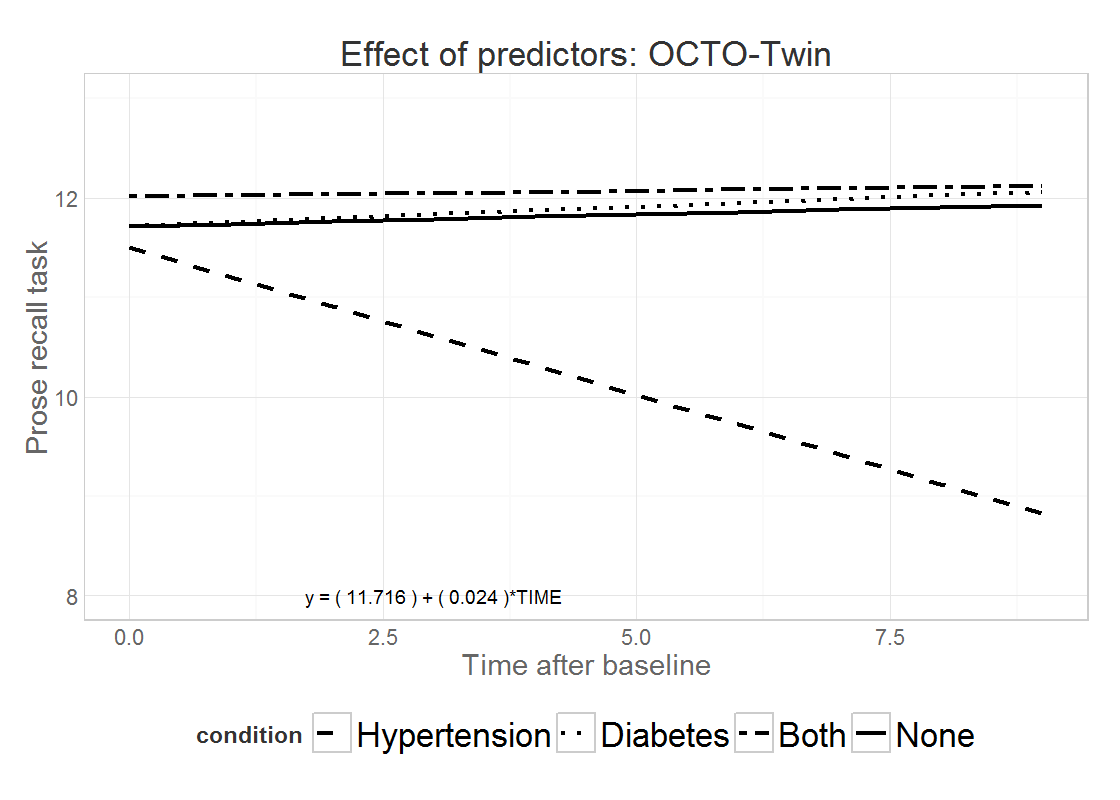 Effect of predictors: OCTO-Twin
Prose recall task
12
10
8
y = ( 11.716 ) + ( 0.024 )*TIME
0.0 2.5 5.0 7.5
Time after baseline
condition Hypertension Diabetes Both None